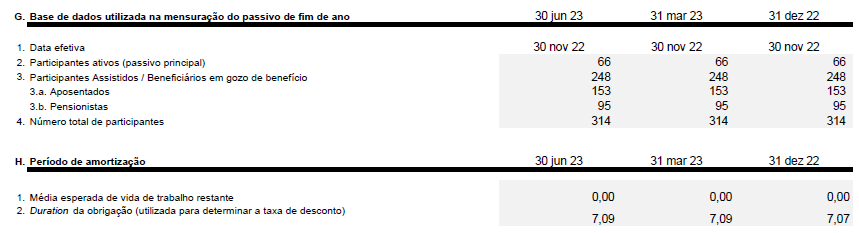 G. Base de dados utilizada na mensuração do passivo de fim de ano 30 jun 23 31 mar 23 31 dez 22
1. Data efetiva 30 nov 22 30 nov 22 30 nov 22
2. Participantes ativos (passivo principal) 66 66 66
3. Participantes Assistidos / Beneficiários em gozo de benefício 248 248 248
3.a. Aposentados 153 153 153
3.b. Pensionistas 95 95 95
4. Número total de participantes 314 314 314
H. Período de amortização 30 jun 23 31 mar 23 31 dez 22
1. Média esperada de vida de trabalho restante 0,00 0,00 0,00
2. Duration da obrigação (utilizada para determinar a taxa de desconto) 7,09 7,09 7,07